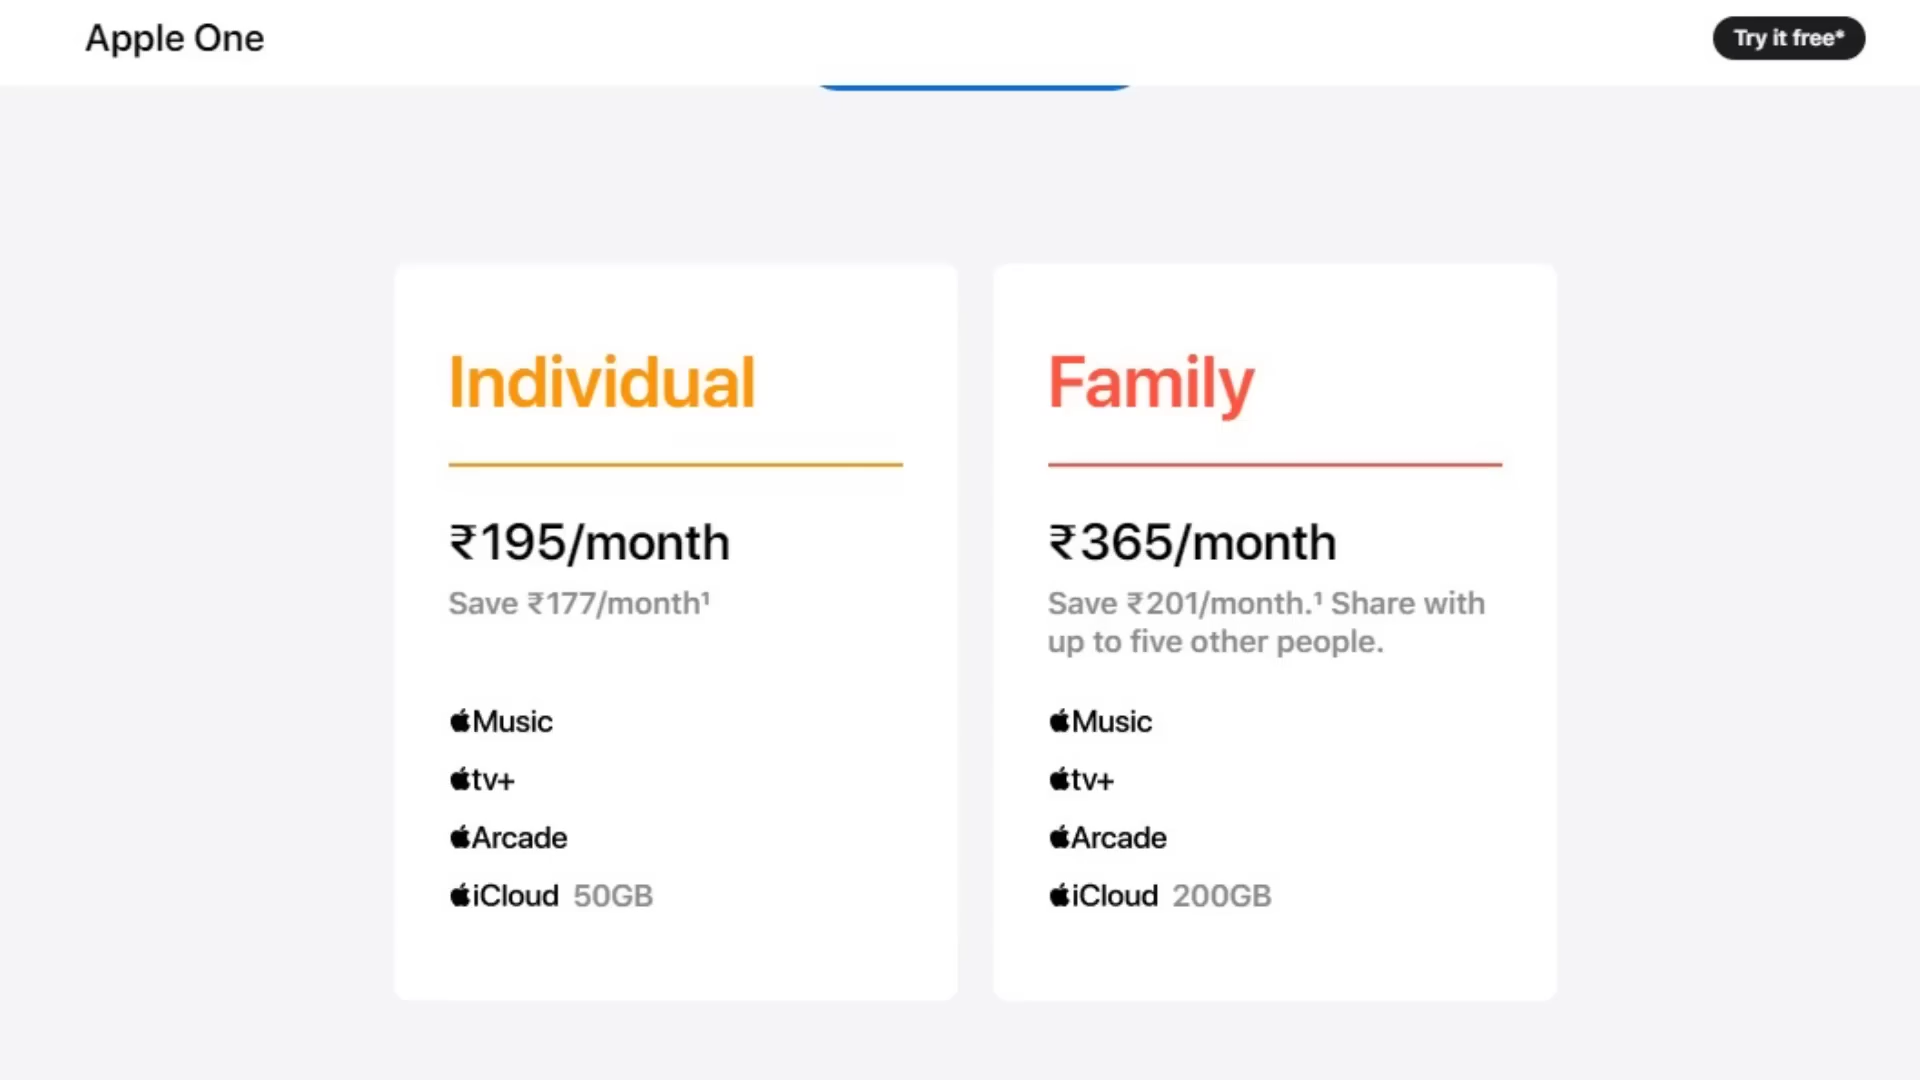 Apple One
Try it free*
Individual
₹195/month
Save ₹177/month¹
Music
tv+
Arcade
iCloud 50GB
Family
₹365/month
Save ₹201/month.¹ Share with
up to five other people.
Music
tv+
Arcade
iCloud 200GB